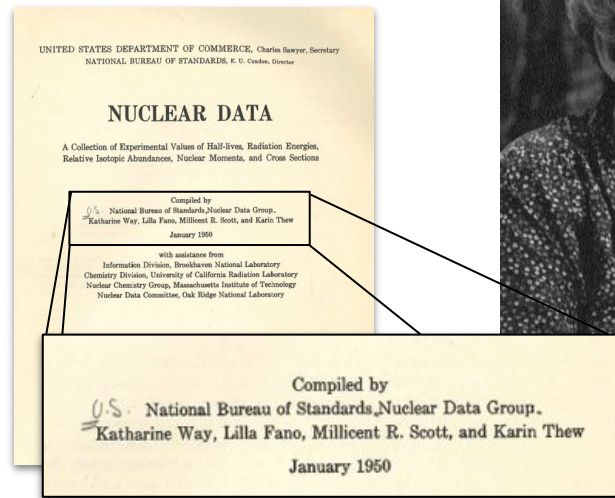 UNITED STATES DEPARTMENT OF COMMERCE, Charles Sawyer, Secretary
NATIONAL BUREAU OF STANDARDS, E. U. Condon, Director
NUCLEAR DATA
A Collection of Experimental Values of Half-lives, Radiation Energies,
Relative Isotopic Abundances, Nuclear Moments, and Cross Sections
Compiled by
U.S. National Bureau of Standards, Nuclear Data Group.
Katharine Way, Lilla Fano, Millicent R. Scott, and Karin Thew
January 1950
with assistance from
Information Division, Brookhaven National Laboratory
Chemistry Division, University of California Radiation Laboratory
Nuclear Chemistry Group, Massachusetts Institute of Technology
Nuclear Data Committee, Oak Ridge National Laboratory
Compiled by
U.S. National Bureau of Standards, Nuclear Data Group.
Katharine Way, Lilla Fano, Millicent R. Scott, and Karin Thew
January 1950